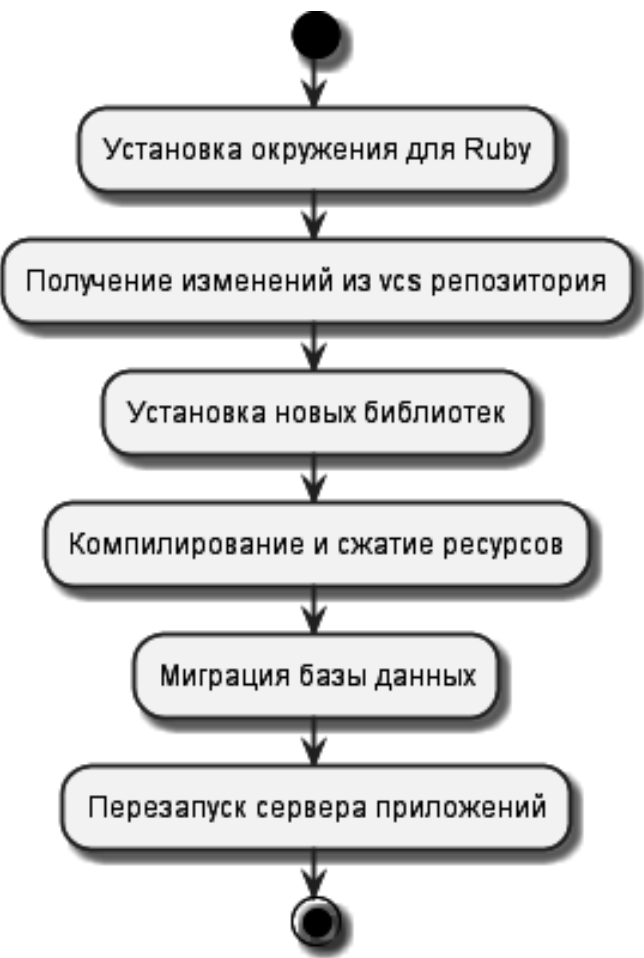 Установка окружения для Ruby
Получение изменений из vcs репозитория
Установка новых библиотек
Компилирование и сжатие ресурсов
Миграция базы данных
Перезапуск сервера приложений